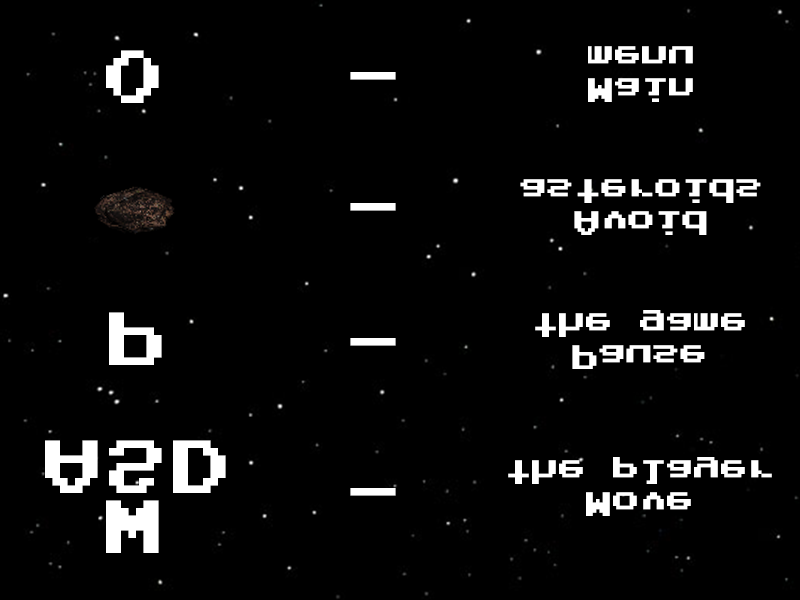 W
ASD
—
Move
the player
P
—
Pause
the game
—
Avoid
asteroids
O
—
Main
menu